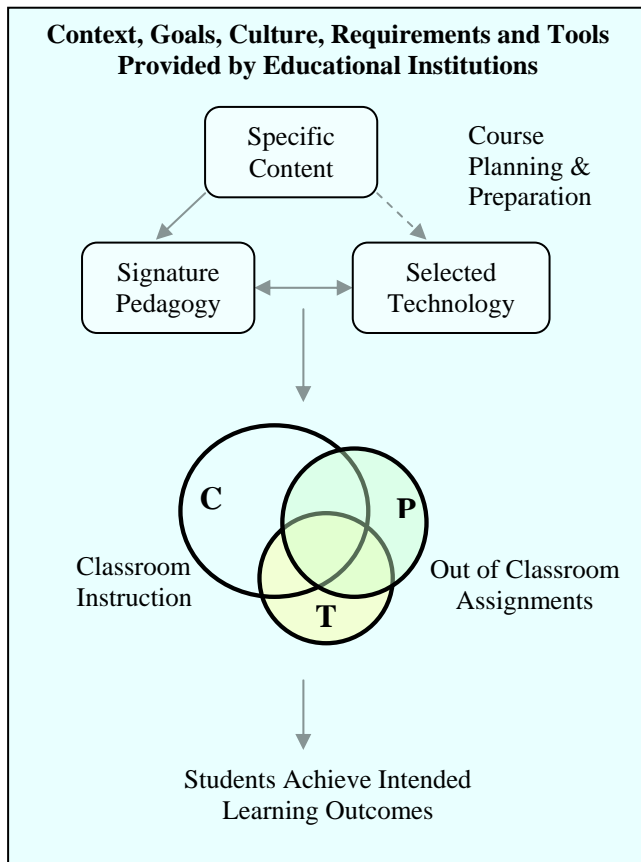 Context, Goals, Culture, Requirements and Tools
Provided by Educational Institutions
Specific
Content
Course
Planning &
Preparation
Signature
Pedagogy
Selected
Technology
C
P
Classroom
Instruction
T
Out of Classroom
Assignments
Students Achieve Intended
Learning Outcomes